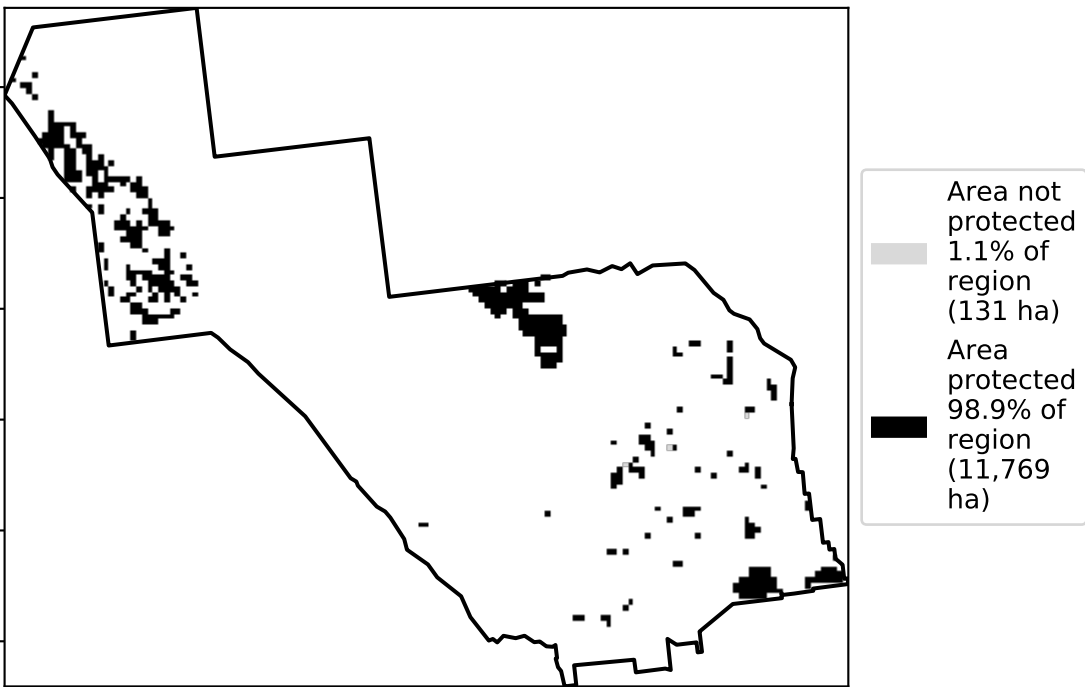 Area not
protected
1.1% of
region
(131 ha)
Area
protected
98.9% of
region
(11,769
ha)